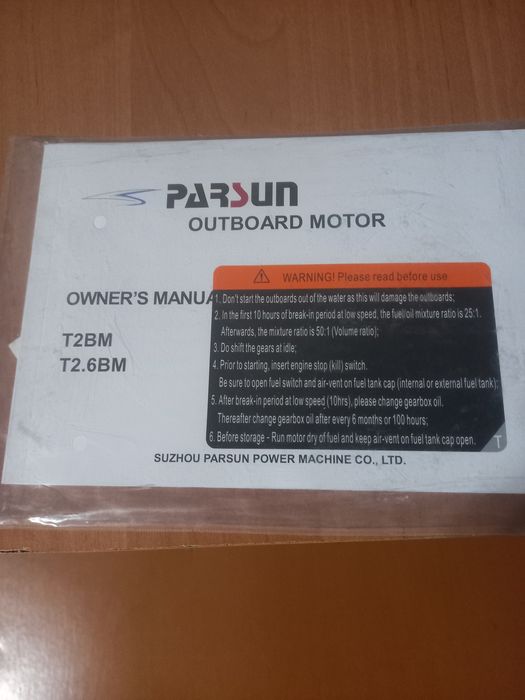 PARSUN
OUTBOARD MOTOR
WARNING! Please read before use
OWNER'S MANUA
1. Don't start the outboards out of the water as this will damage the outboards;
2. In the first 10 hours of break-in period at low speed, the fuel/oil mixture ratio is 25:1.
Afterwards, the mixture ratio is 50:1 (Volume ratio);
T2BM
3. Do shift the gears at idle;
T2.6BM
4. Prior to starting, insert engine stop (kill) switch.
Be sure to open fuel switch and air-vent on fuel tank cap (internal or external fuel tank);
5. After break-in period at low speed (10hrs), please change gearbox oil.
Thereafter change gearbox oil after every 6 months or 100 hours;
6. Before storage - Run motor dry of fuel and keep air-vent on fuel tank cap open.
T
SUZHOU PARSUN POWER MACHINE CO., LTD.